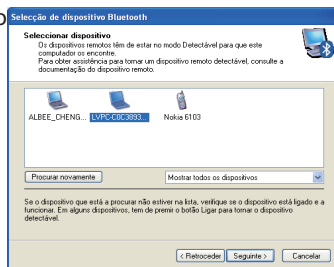 Selecção de dispositivo Bluetooth
Seleccionar dispositivo
Os dispositivos remotos têm de estar no modo Detectável para que este
computador os encontre.
Para obter assistência para tornar um dispositivo remoto detectável, consulte a
documentação do dispositivo remoto.
ALBEE_CHENG... LVPC-C0C3893... Nokia 6103
Procurar novamente Mostrar todos os dispositivos
Se o dispositivo que está a procurar não estiver na lista, verifique se o dispositivo está ligado e a
funcionar. Em alguns dispositivos, tem de premir o botão Ligar para tornar o dispositivo
detectável.
< Retroceder Seguinte > Cancelar